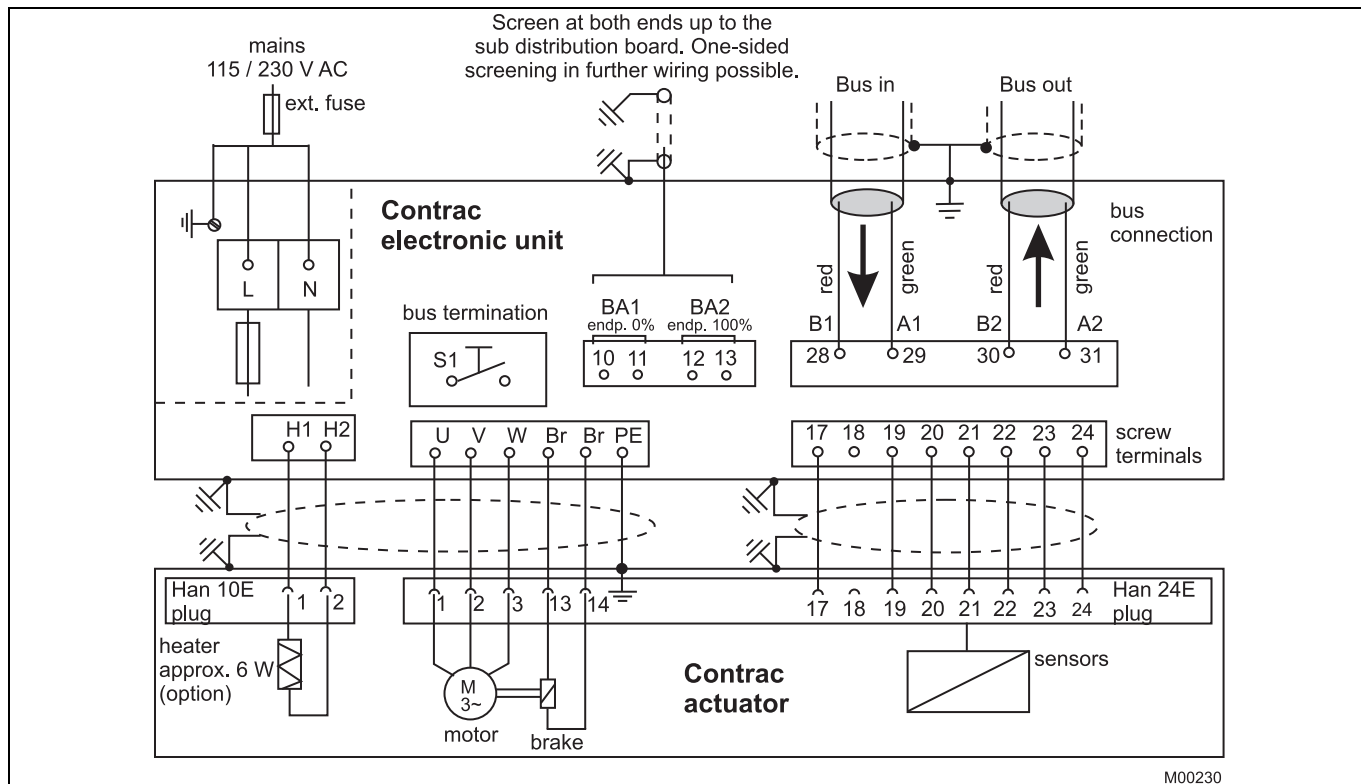 Screen at both ends up to the
sub distribution board. One-sided
screening in further wiring possible.
mains
115 / 230 V AC
ext. fuse
Bus in
Bus out
Contrac
electronic unit
bus
connection
L
N
red
green
red
green
bus termination
S1
BA1
endp. 0%
BA2
endp. 100%
10 11 12 13
B1 A1 B2 A2
28 29 30 31
H1 H2
U V W Br Br PE
17 18 19 20 21 22 23 24
screw
terminals
Han 10E
plug
1 2
1 2 3 13 14
17 18 19 20 21 22 23 24
Han 24E
plug
heater
approx. 6 W
(option)
M
3~
motor
brake
Contrac
actuator
sensors
M00230